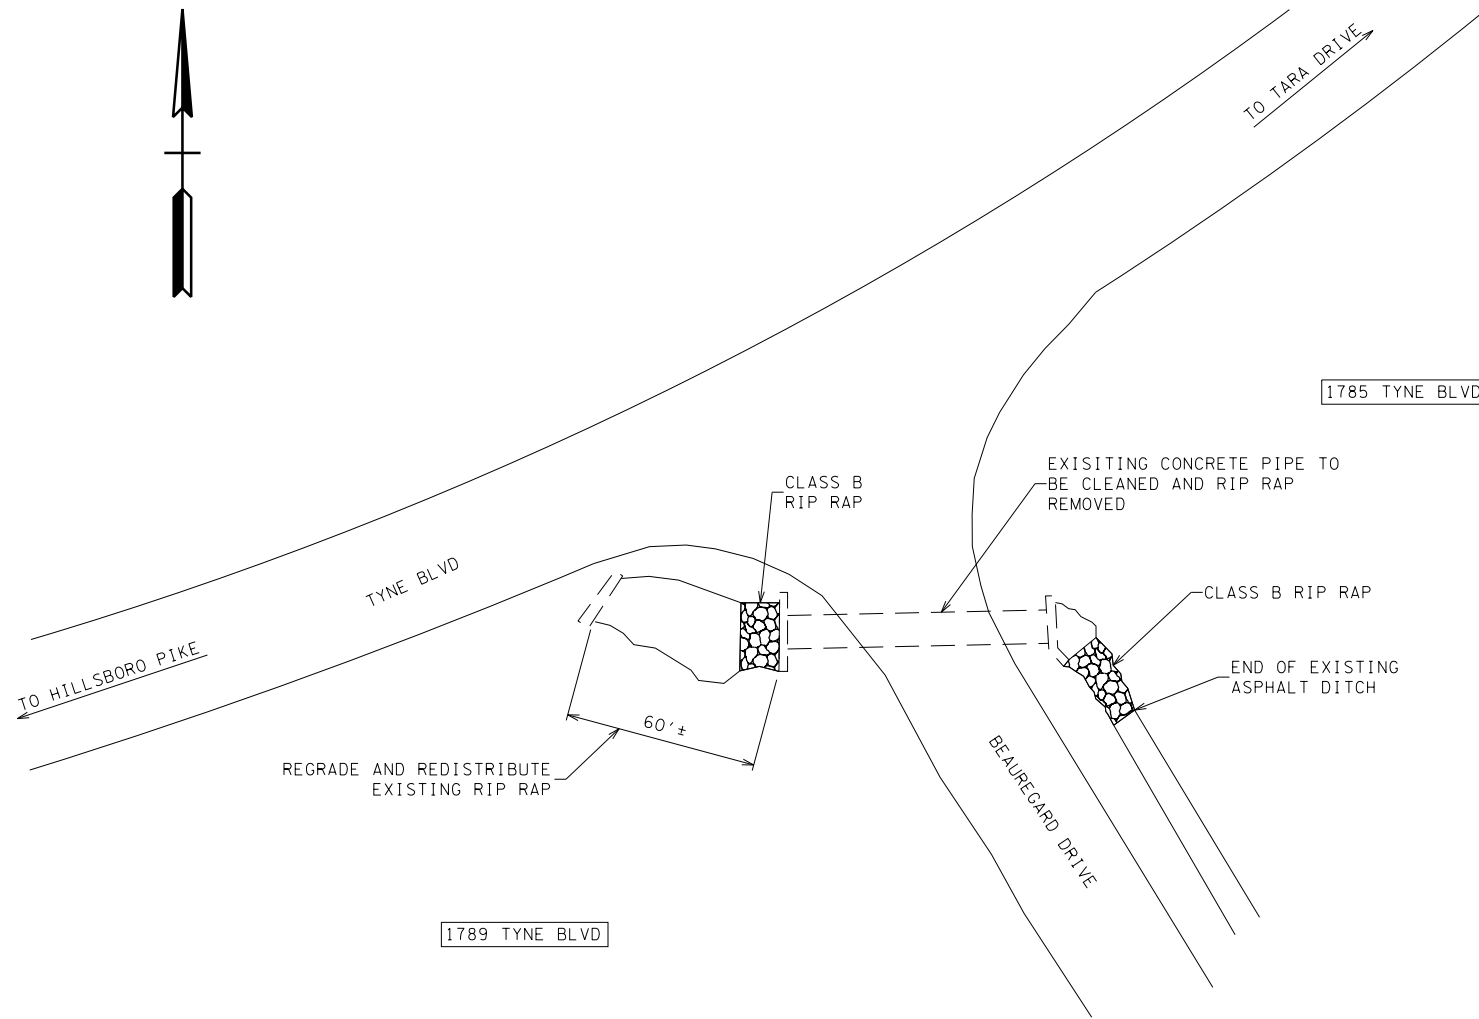 TO TARA DRIVE
1785 TYNE BLVD
EXISITING CONCRETE PIPE TO
BE CLEANED AND RIP RAP
REMOVED
CLASS B
RIP RAP
TYNE BLVD
CLASS B RIP RAP
TO HILLSBORO PIKE
END OF EXISTING
ASPHALT DITCH
60'±
REGRADE AND REDISTRIBUTE
EXISTING RIP RAP
BEAUREGARD DRIVE
1789 TYNE BLVD